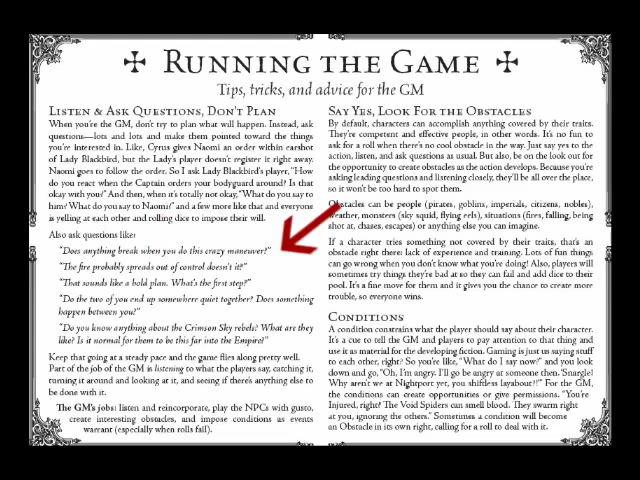 RUNNING THE GAME
Tips, tricks, and advice for the GM
LISTEN & ASK QUESTIONS, DON'T PLAN
When you're the GM, don't try to plan what will happen. Instead, ask
questions—lots and lots and make them pointed toward the things
you're interested in. Like, Cyrus gives Naomi an order within earshot
of Lady Blackbird, but the Lady's player doesn't register it right away.
Naomi goes to follow the order. So I ask Lady Blackbird's player, "How
do you react when the Captain orders your bodyguard around? Is that
okay with you?" And then, when it's totally not okay, "What do you say to
him? What do you say to Naomi?" and a few more like that and everyone
is yelling at each other and rolling dice to impose their will.
Also ask questions like:
"Does anything break when you do this crazy maneuver?"
"The fire probably spreads out of control doesn't it?"
"That sounds like a bold plan. What's the first step?"
"Do the two of you end up somewhere quiet together? Does something
happen between you?"
"Do you know anything about the Crimson Sky rebels? What are they
like? Is it normal for them to be this far into the Empire?"
Keep that going at a steady pace and the game flies along pretty well.
Part of the job of the GM is listening to what the players say, catching it,
turning it around and looking at it, and seeing if there's anything else to
be done with it.
The GM's jobs: listen and reincorporate, play the NPCs with gusto,
create interesting obstacles, and impose conditions as events
warrant (especially when rolls fail).
SAY YES, LOOK FOR THE OBSTACLES
By default, characters can accomplish anything covered by their traits.
They're competent and effective people, in other words. It's no fun to
ask for a roll when there's no cool obstacle in the way. Just say yes to the
action, listen, and ask questions as usual. But also, be on the look out for
opportunity to create obstacles as the action develops. Because you're
asking leading questions and listening closely, they'll be all over the place,
so it won't be too hard to spot them.
Obstacles can be people (pirates, goblins, imperials, citizens, nobles),
weather, monsters (sky squid, flying eels), situations (fires, falling, being
shot at, chases, escapes) or anything else you can imagine.
If a character tries something not covered by their traits, that's an
obstacle right there: lack of experience and training. Lots of fun things
can go wrong when you don't know what you're doing! Also, players will
sometimes try things they're bad at so they can fail and add dice to their
pool. It's a fine move for them and it gives you the chance to create more
trouble, so everyone wins.
CONDITIONS
A condition constrains what the player should say about their character.
It's a cue to tell the GM and players to pay attention to that thing and
use it as material for the developing fiction. Gaming is just us saying stuff
to each other, right? So you're like, "What do I say now?" and you look
down and go, "Oh, I'm angry. I'll go be angry at someone then. 'Snargle!
Why aren't we at Nightport yet, you shiftless layabout?!'" For the GM,
the conditions can create opportunities or give permissions. "You're
Injured, right? The Void Spiders can smell blood. They swarm right
at you, ignoring the others." Sometimes a condition will become
an Obstacle in its own right, calling for a roll to deal with it.